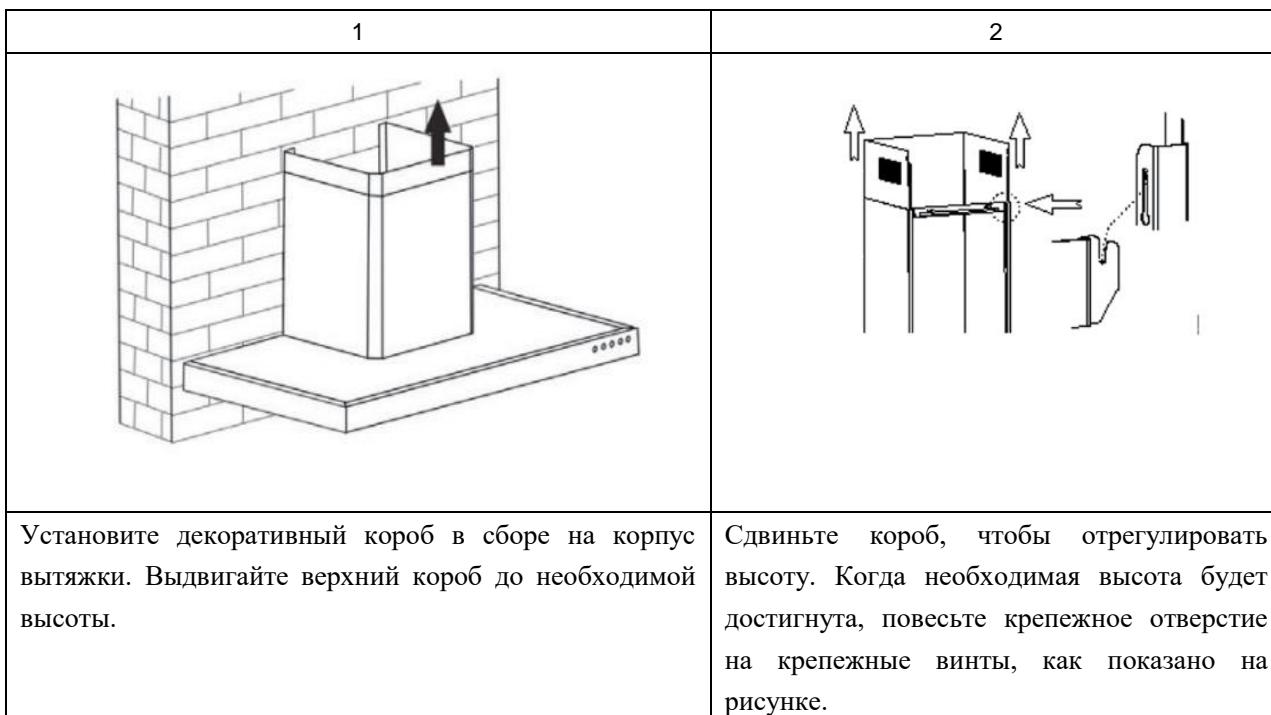 1
2
Установите декоративный короб в сборе на корпус
вытяжки. Выдвигайте верхний короб до необходимой
высоты.
Сдвиньте короб, чтобы отрегулировать
высоту. Когда необходимая высота будет
достигнута, повесьте крепежное отверстие
на крепежные винты, как показано на
рисунке.